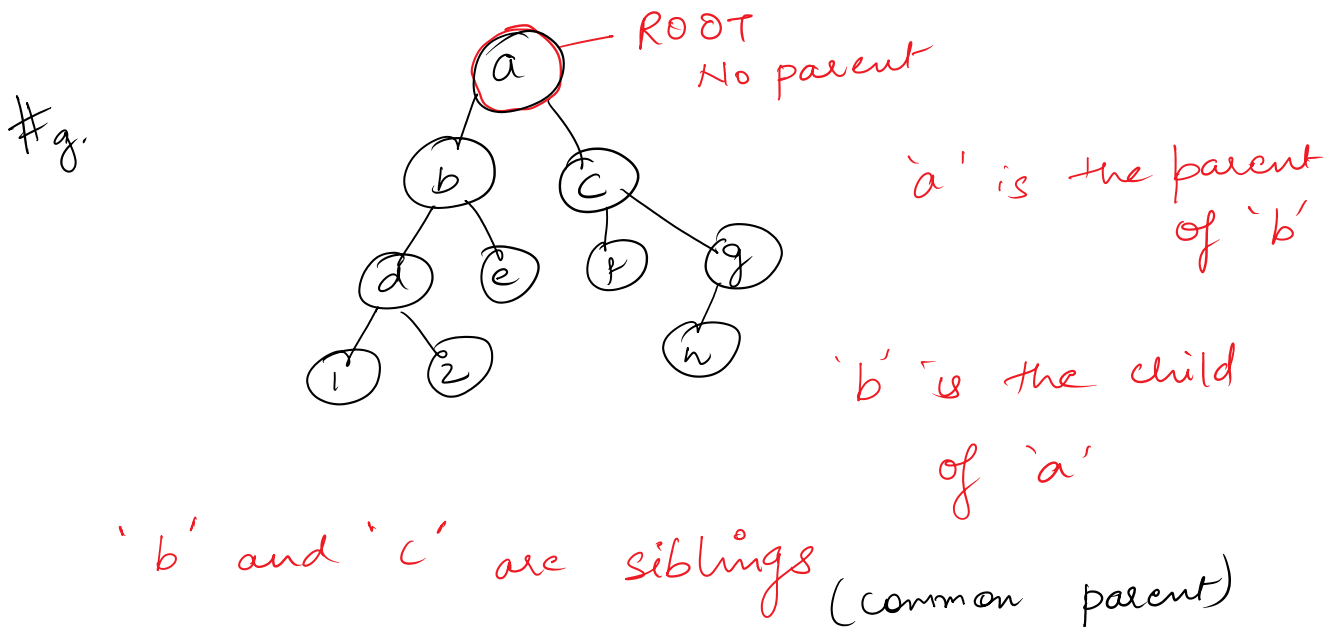 a
ROOT
No parent
#g.
b
c
'a' is the parent
of 'b'
d
e
f
g
1
2
h
'b' is the child
of 'a'
'b' and 'c' are siblings
(common parent)